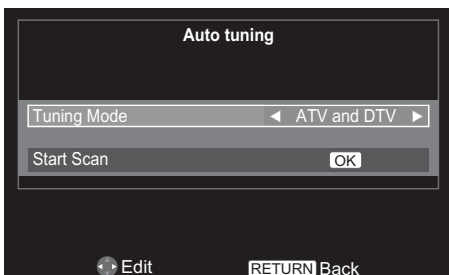 Auto tuning
Tuning Mode ATV and DTV
Start Scan OK
Edit RETURN Back